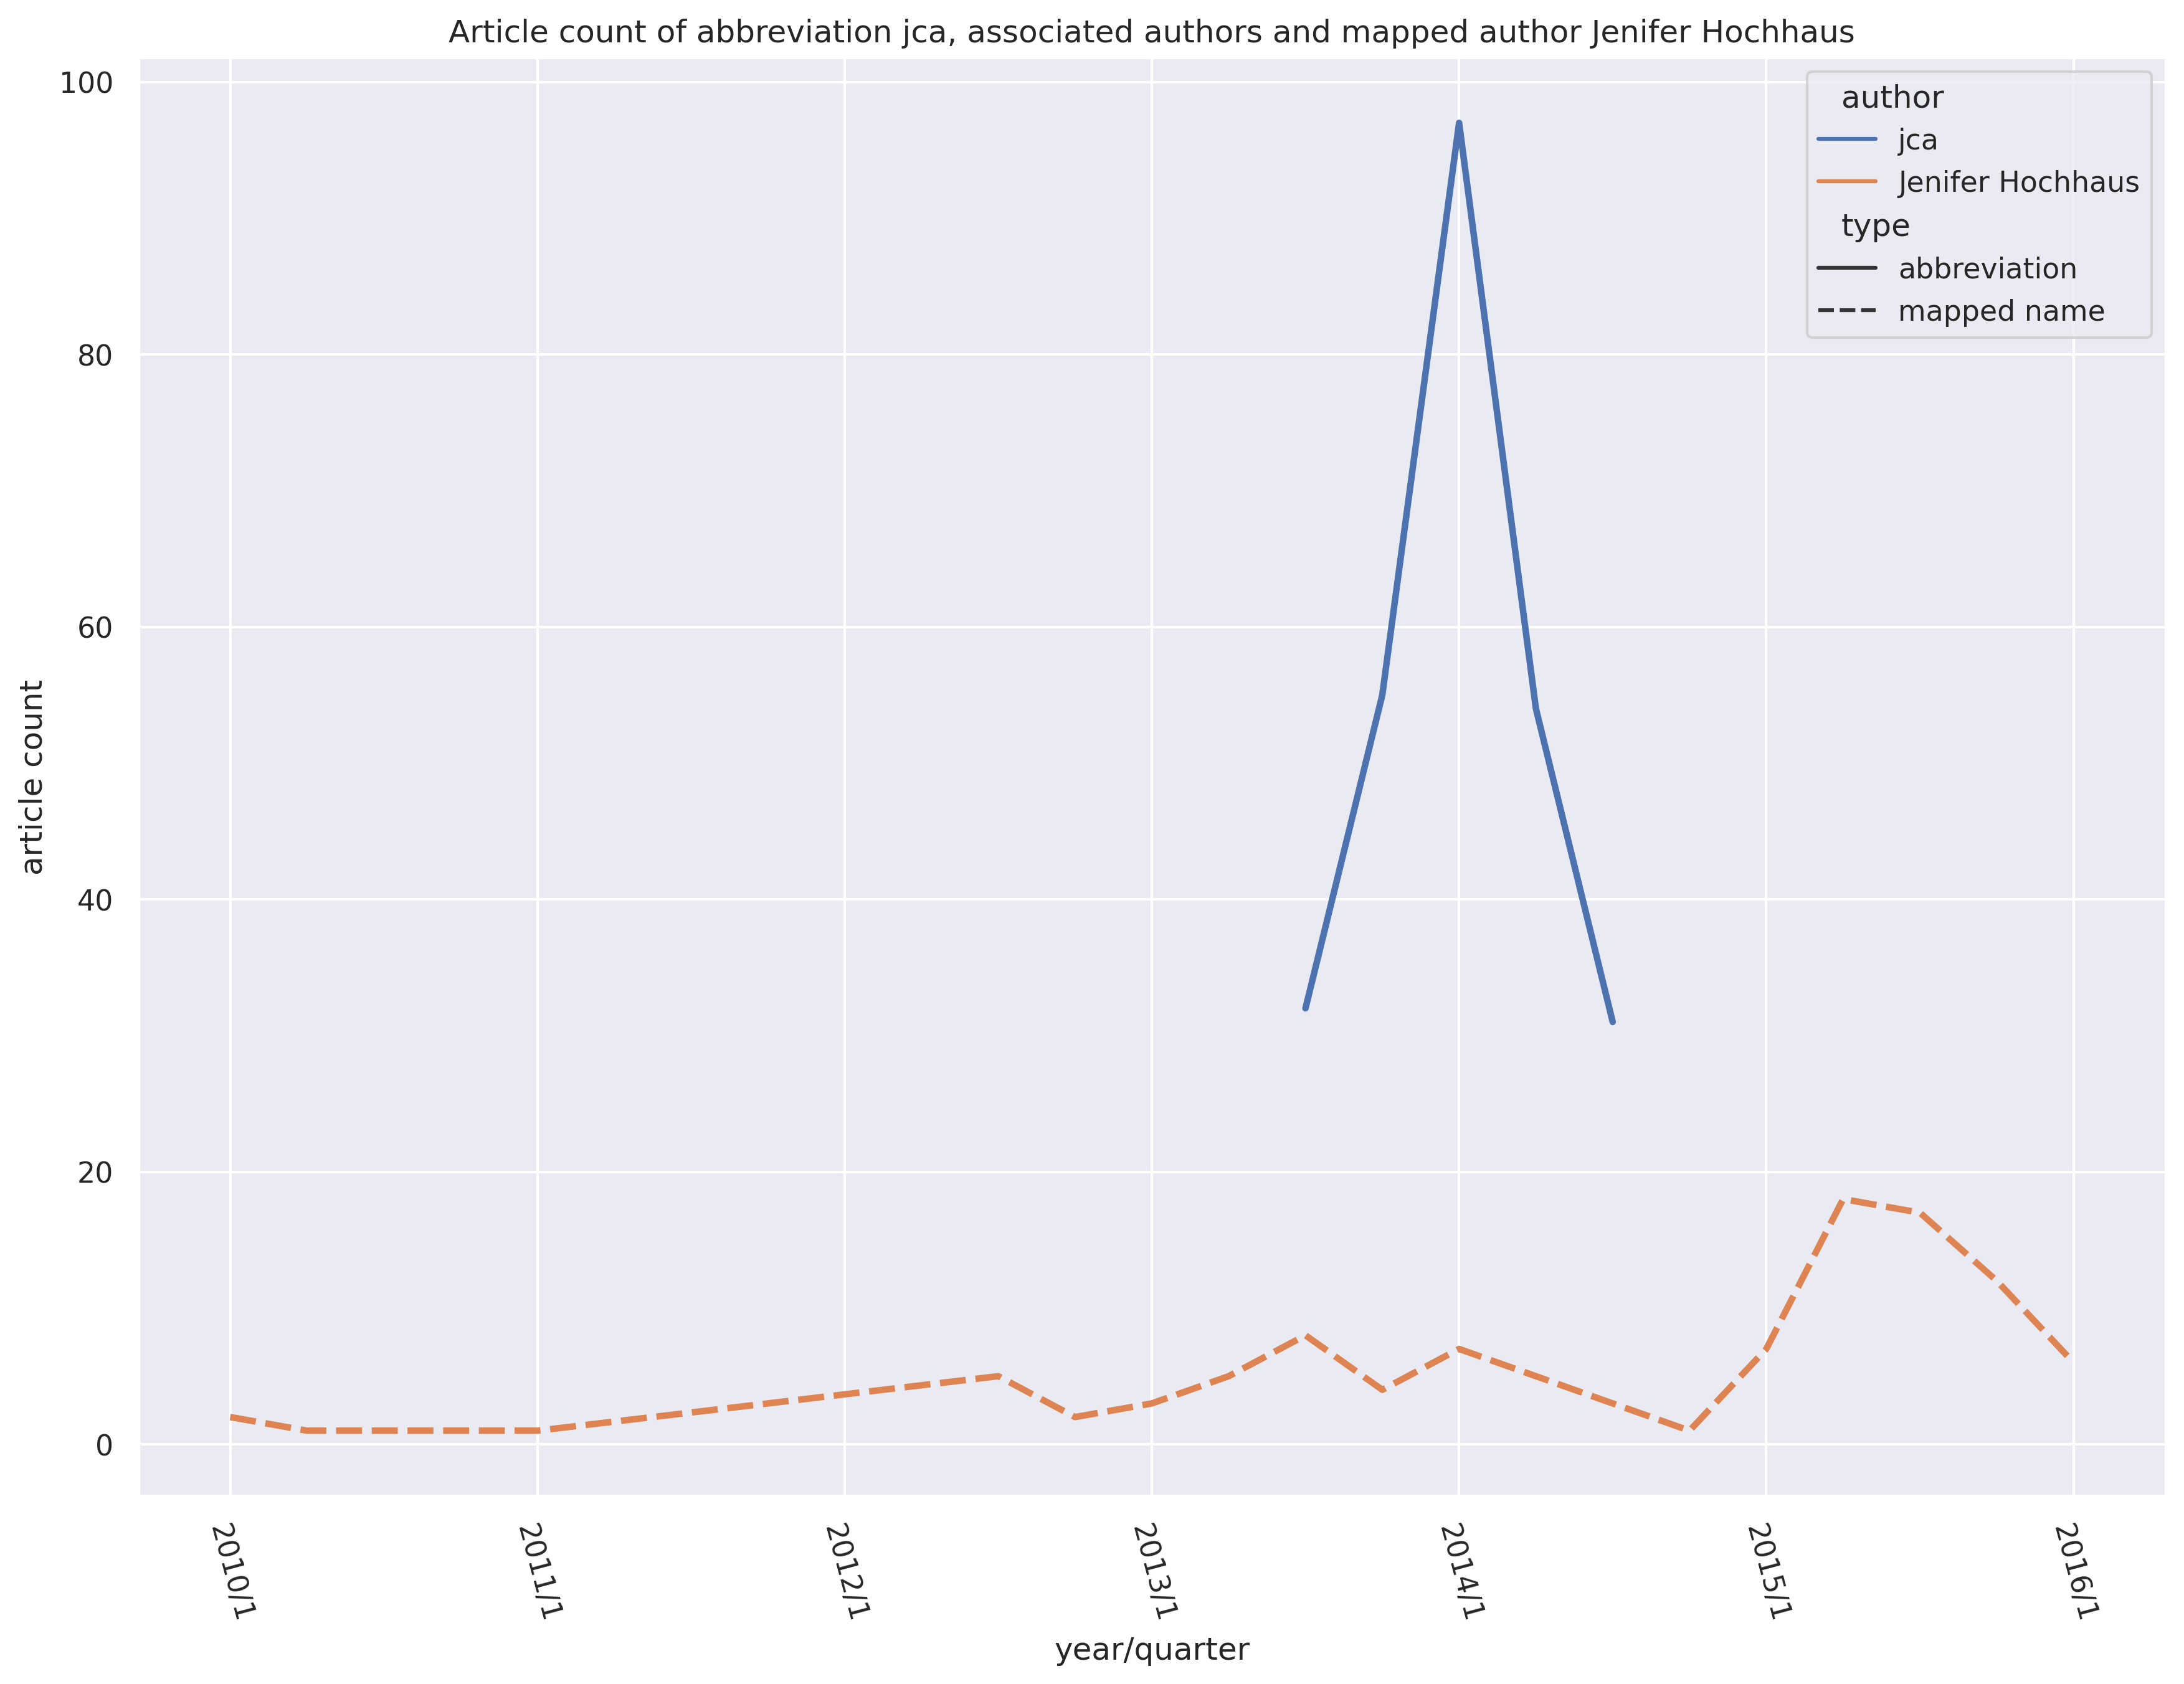 Article count of abbreviation jca, associated authors and mapped author Jenifer Hochhaus
author
jca
Jenifer Hochhaus
type
abbreviation
mapped name
article count
100
80
60
40
20
0
2010/1
2011/1
2012/1
2013/1
2014/1
2015/1
2016/1
year/quarter